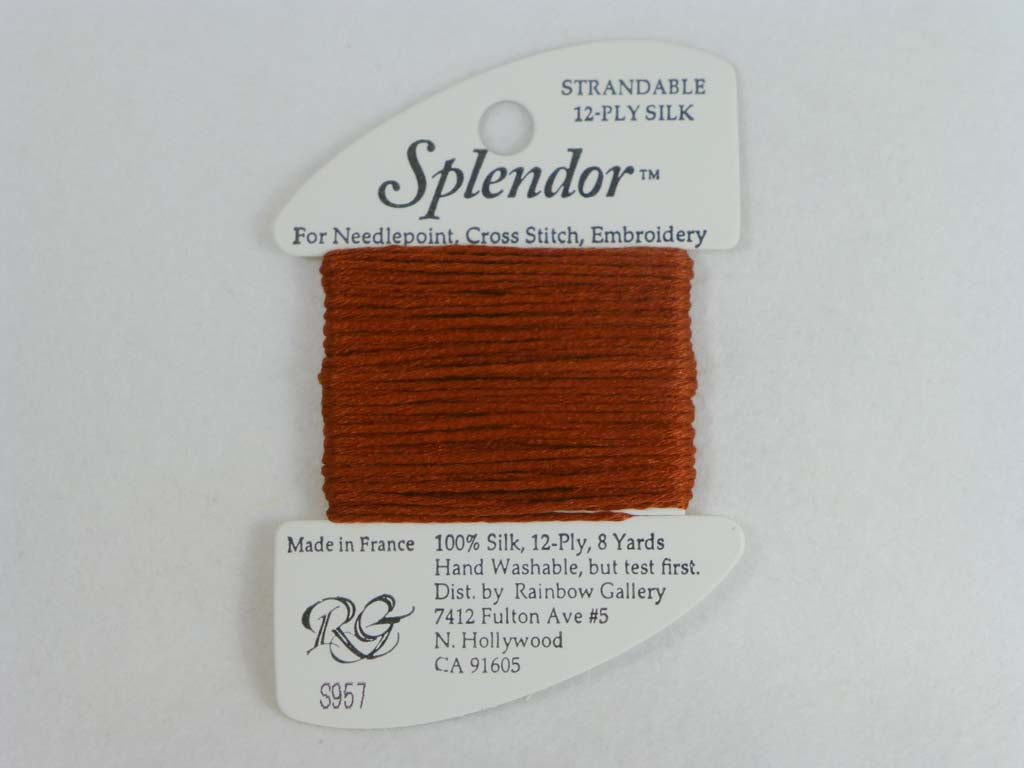 STRANDABLE
12-PLY SILK
Splendor™
For Needlepoint, Cross Stitch, Embroidery
Made in France
100% Silk, 12-Ply, 8 Yards
Hand Washable, but test first.
Dist. by Rainbow Gallery
7412 Fulton Ave #5
N. Hollywood
CA 91605
RG
S957